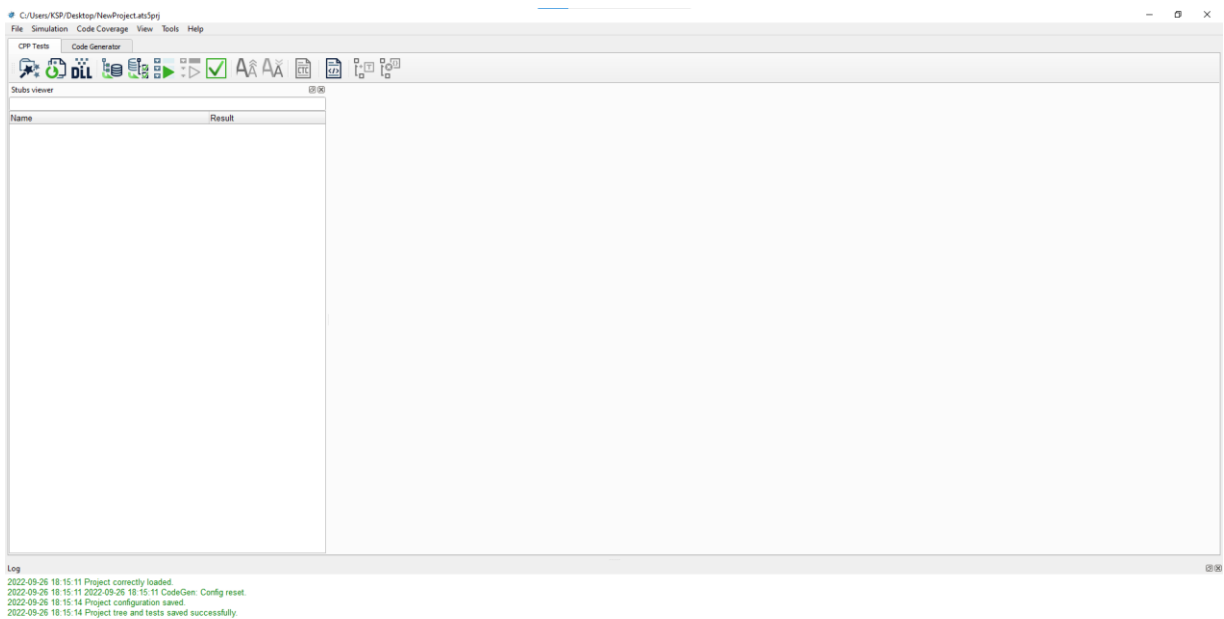 C:/Users/KSP/Desktop/NewProject.ats5prj
File Simulation Code Coverage View Tools Help
CPP Tests Code Generator
DLL CTC
Stubs viewer
Name Result
Log
2022-09-26 18:15:11 Project correctly loaded.
2022-09-26 18:15:11 2022-09-26 18:15:11 CodeGen: Config reset.
2022-09-26 18:15:14 Project configuration saved.
2022-09-26 18:15:14 Project tree and tests saved successfully.